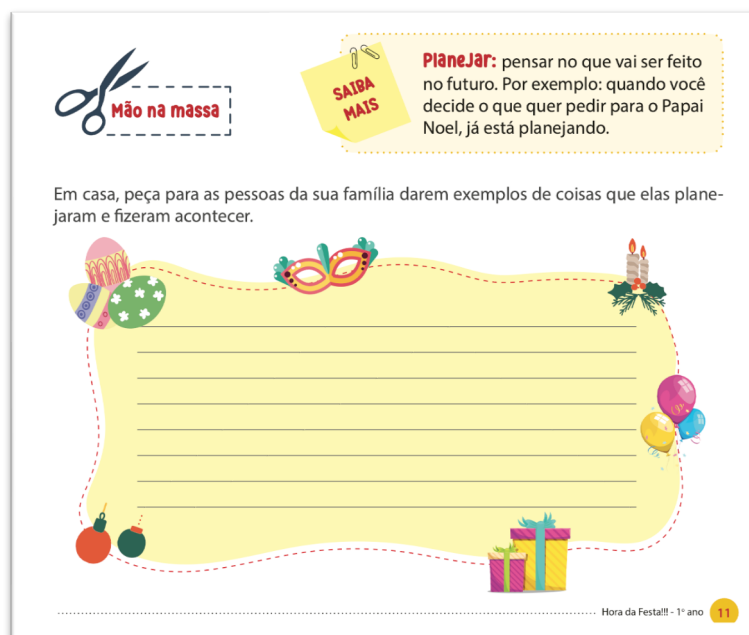 Mão na massa
SAIBA
MAIS
Planejar: pensar no que vai ser feito
no futuro. Por exemplo: quando você
decide o que quer pedir para o Papai
Noel, já está planejando.
Em casa, peça para as pessoas da sua família darem exemplos de coisas que elas plane-
jaram e fizeram acontecer.
Hora da Festa!!! - 1º ano 11